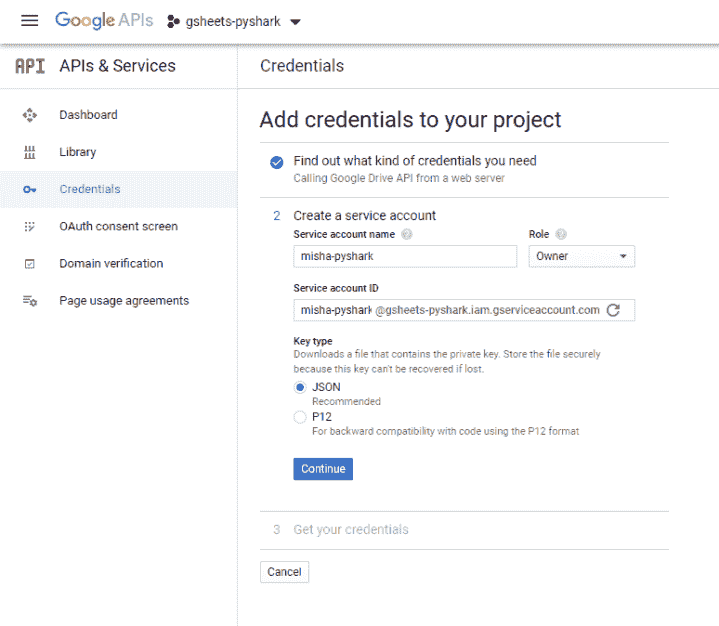 Google APIs gsheets-pyshark
API APIs & Services Credentials
Dashboard
Library
Credentials
OAuth consent screen
Domain verification
Page usage agreements
Add credentials to your project
Find out what kind of credentials you need
Calling Google Drive API from a web server
2 Create a service account
Service account name ? Role ?
misha-pyshark Owner
Service account ID
misha-pyshark @gsheets-pyshark.iam.gserviceaccount.com
Key type
Downloads a file that contains the private key. Store the file securely
because this key can't be recovered if lost.
JSON
Recommended
P12
For backward compatibility with code using the P12 format
Continue
3 Get your credentials
Cancel